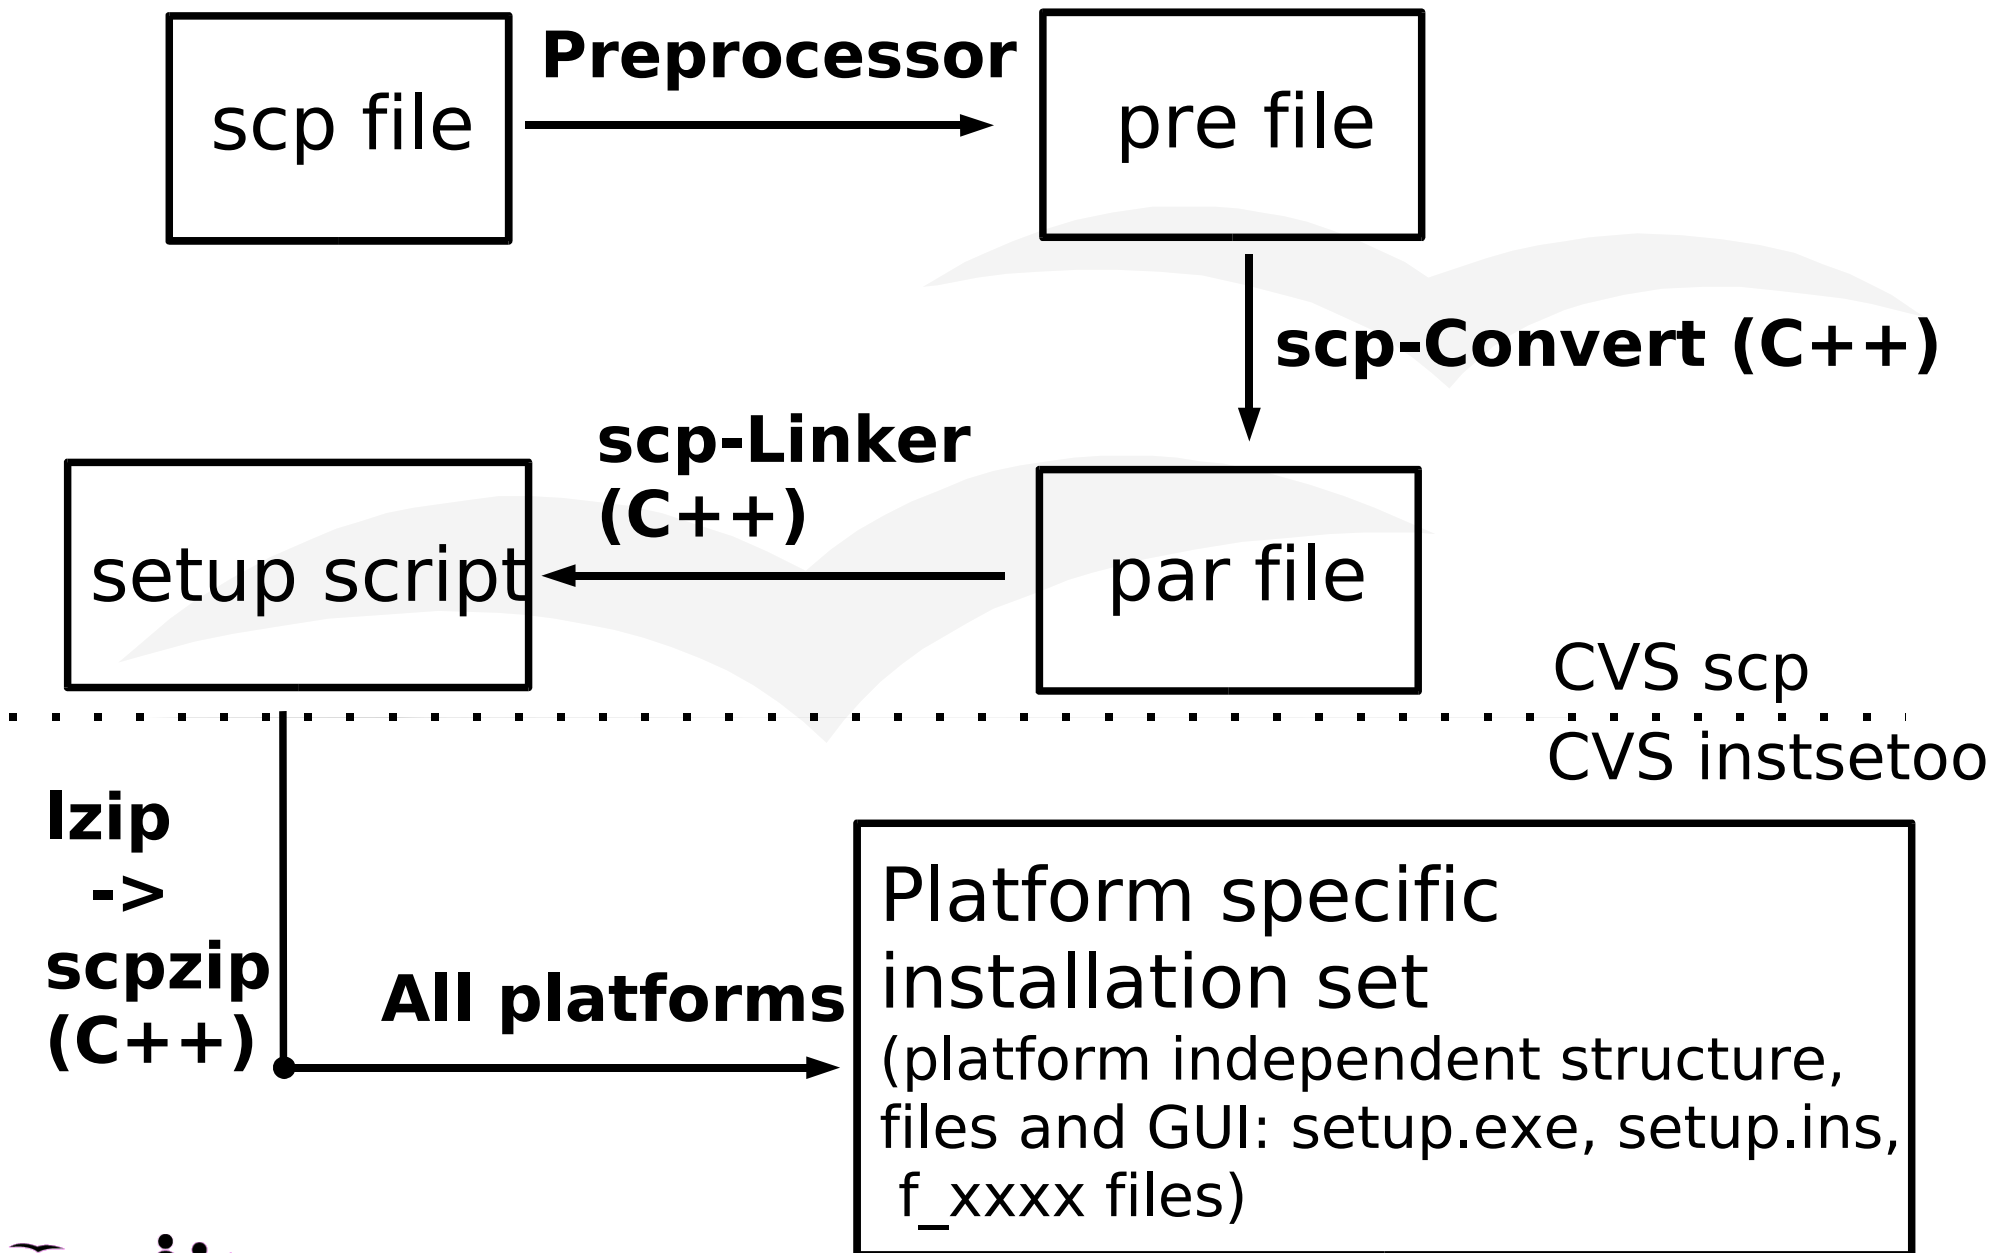 scp file
Preprocessor
pre file
scp-Convert (C++)
scp-Linker
(C++)
setup script
par file
CVS scp
CVS instsetoo
lzip
->
scpzip
(C++)
All platforms
Platform specific
installation set
(platform independent structure,
files and GUI: setup.exe, setup.ins,
f_xxxx files)